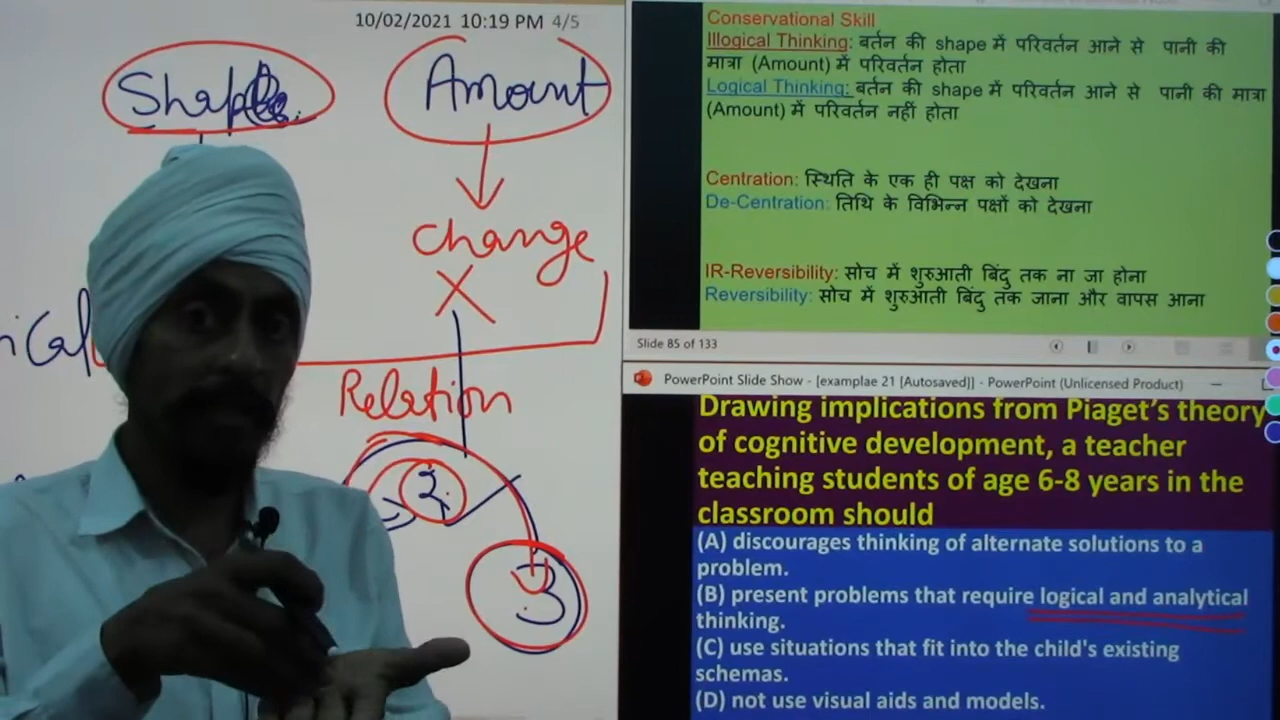 10/02/2021 10:19 PM 4/5
Shape
Amount
change
Relation
2
3
Conservational Skill
Illogical Thinking: बर्तन की shape में परिवर्तन आने से पानी की
मात्रा (Amount) में परिवर्तन होता
Logical Thinking: बर्तन की shape में परिवर्तन आने से पानी की मात्रा
(Amount) में परिवर्तन नहीं होता
Centration: स्थिति के एक ही पक्ष को देखना
De-Centration: तिथि के विभिन्न पक्षों को देखना
IR-Reversibility: सोच में शुरुआती बिंदु तक ना जा होना
Reversibility: सोच में शुरुआती बिंदु तक जाना और वापस आना
Slide 85 of 133
PowerPoint Slide Show - [examplae 21 [Autosaved]] - PowerPoint (Unlicensed Product)
Drawing implications from Piaget's theory
of cognitive development, a teacher
teaching students of age 6-8 years in the
classroom should
(A) discourages thinking of alternate solutions to a
problem.
(B) present problems that require logical and analytical
thinking.
(C) use situations that fit into the child's existing
schemas.
(D) not use visual aids and models.